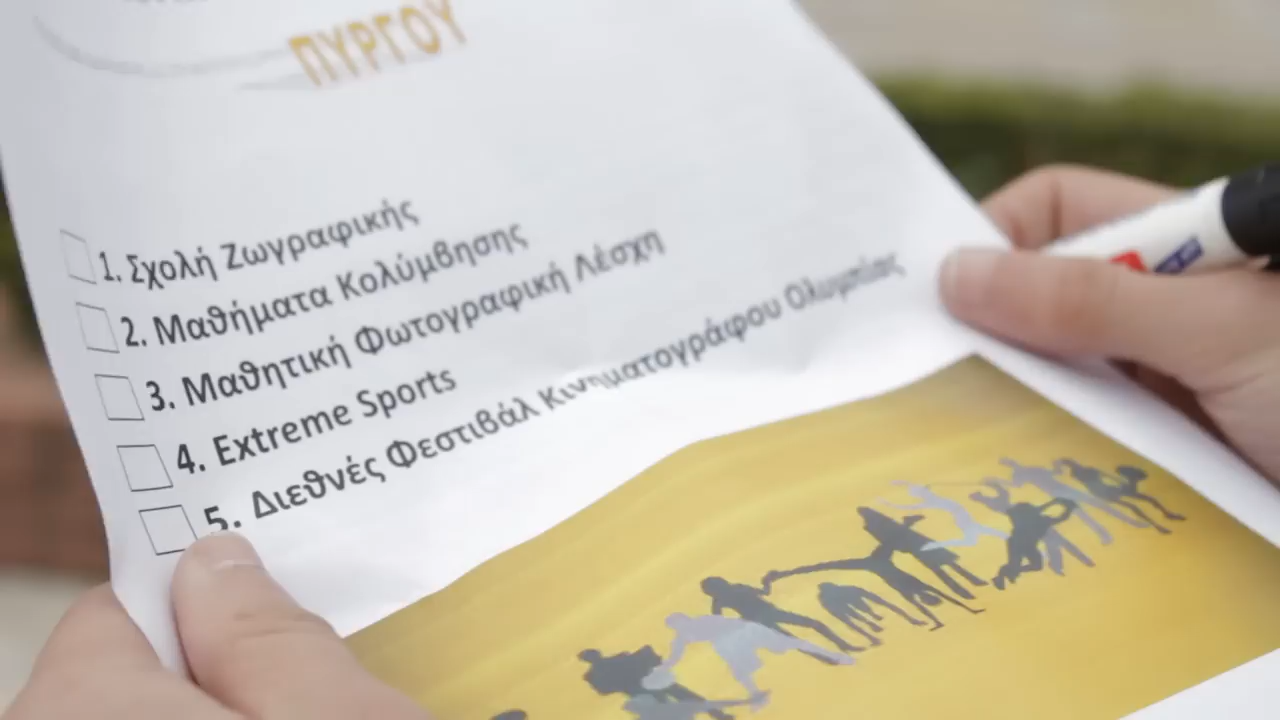 ΠΥΡΓΟΥ
1. Σχολή Ζωγραφικής
2. Μαθήματα Κολύμβησης
3. Μαθητική Φωτογραφική Λέσχη
4. Extreme Sports
5. Διεθνές Φεστιβάλ Κινηματογράφου Ολυμπίας